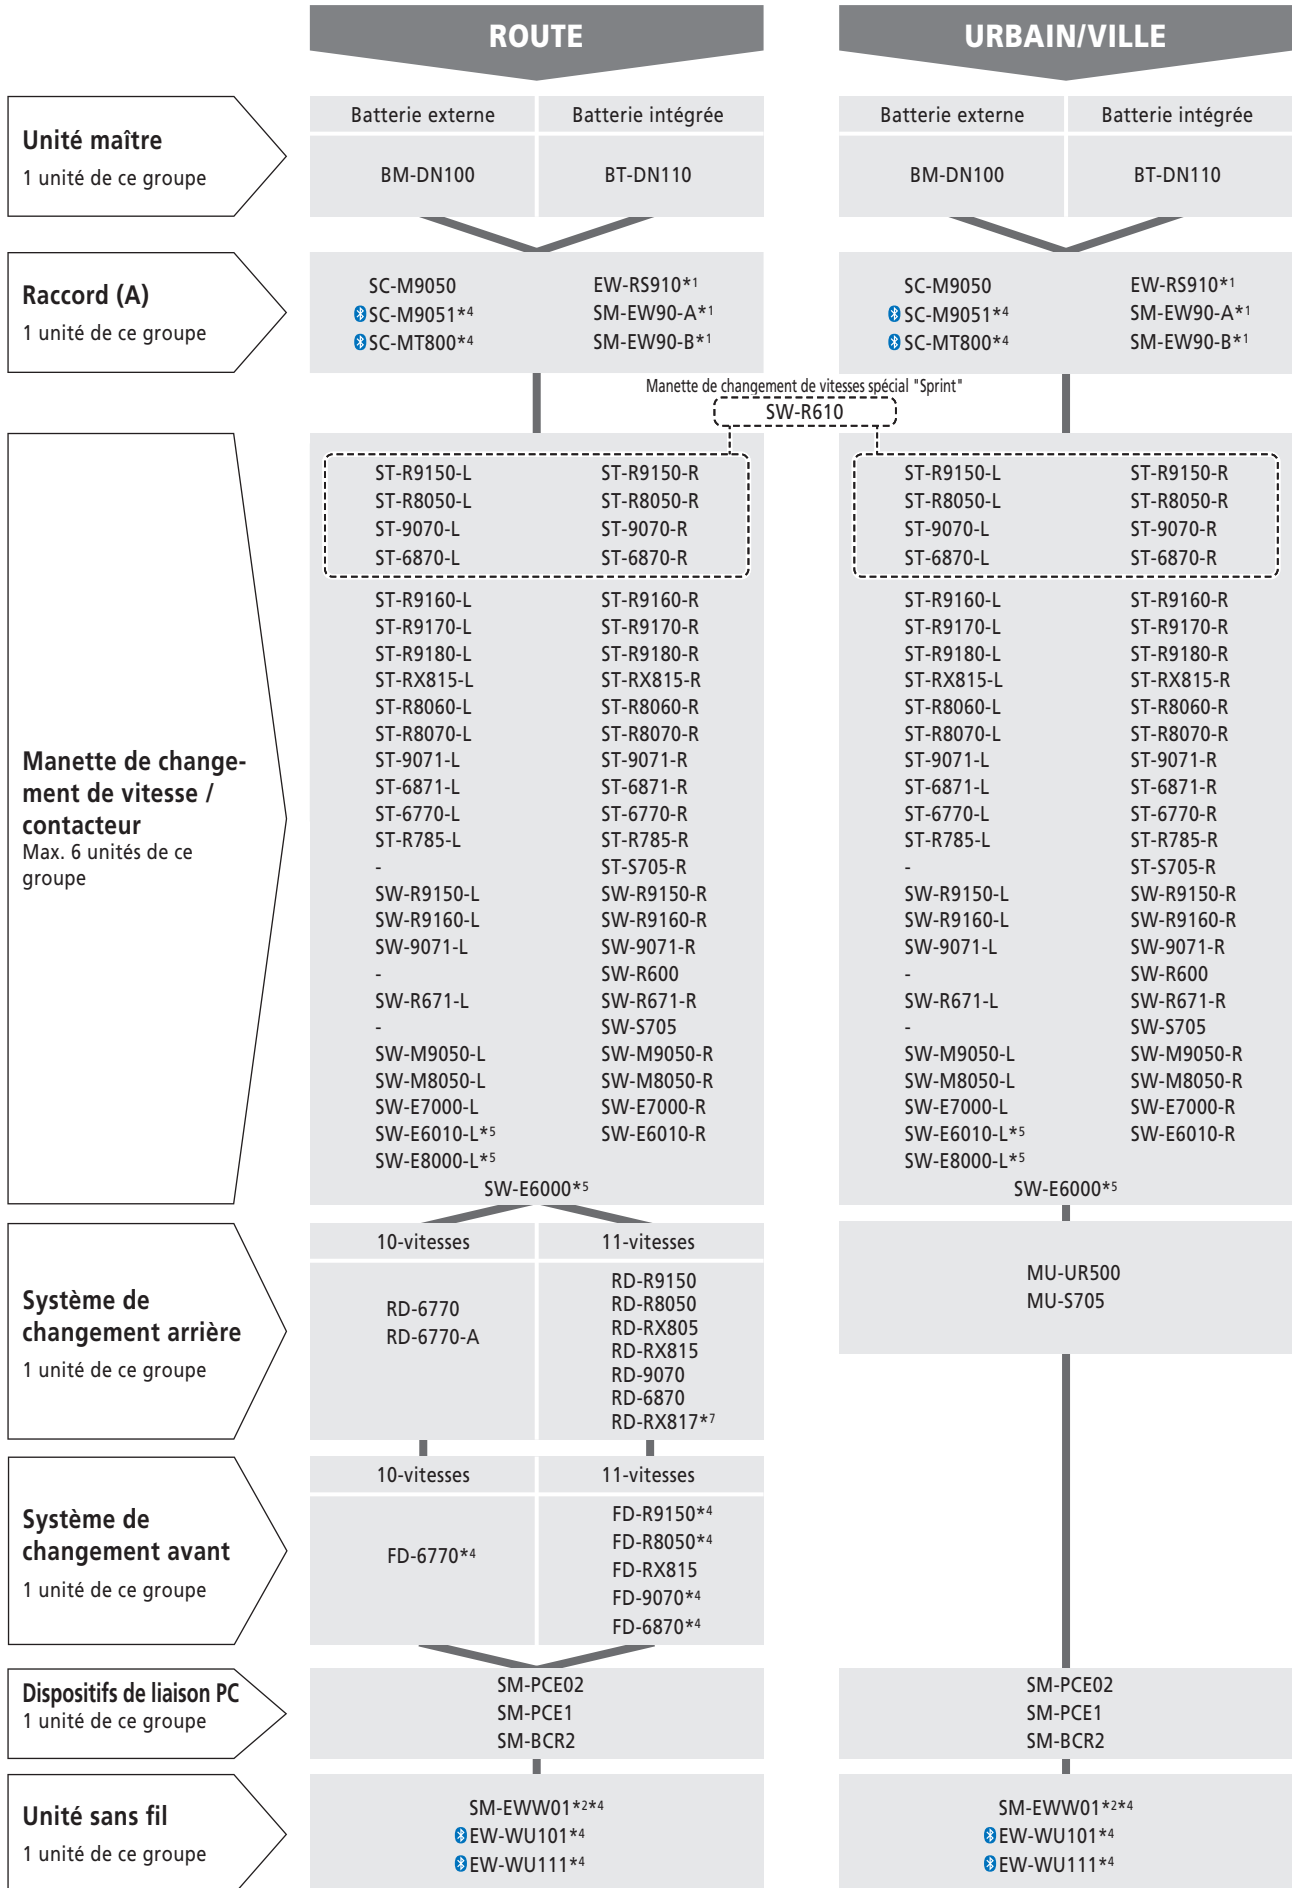 ROUTE
URBAIN/VILLE
Unité maître
1 unité de ce groupe
Batterie externe
Batterie intégrée
BM-DN100
BT-DN110
Batterie externe
Batterie intégrée
BM-DN100
BT-DN110
Raccord (A)
1 unité de ce groupe
SC-M9050
EW-RS910*1
SC-M9051*4
SM-EW90-A*1
SC-MT800*4
SM-EW90-B*1
SC-M9050
EW-RS910*1
SC-M9051*4
SM-EW90-A*1
SC-MT800*4
SM-EW90-B*1
Manette de changement de vitesses spécial "Sprint"
SW-R610
Manette de change-
ment de vitesse /
contacteur
Max. 6 unités de ce
groupe
ST-R9150-L ST-R9150-R
ST-R8050-L ST-R8050-R
ST-9070-L ST-9070-R
ST-6870-L ST-6870-R
ST-R9160-L ST-R9160-R
ST-R9170-L ST-R9170-R
ST-R9180-L ST-R9180-R
ST-RX815-L ST-RX815-R
ST-R8060-L ST-R8060-R
ST-R8070-L ST-R8070-R
ST-9071-L ST-9071-R
ST-6871-L ST-6871-R
ST-6770-L ST-6770-R
ST-R785-L ST-R785-R
- ST-S705-R
SW-R9150-L SW-R9150-R
SW-R9160-L SW-R9160-R
SW-9071-L SW-9071-R
- SW-R600
SW-R671-L SW-R671-R
- SW-S705
SW-M9050-L SW-M9050-R
SW-M8050-L SW-M8050-R
SW-E7000-L SW-E7000-R
SW-E6010-L*5 SW-E6010-R
SW-E8000-L*5
SW-E6000*5
ST-R9150-L ST-R9150-R
ST-R8050-L ST-R8050-R
ST-9070-L ST-9070-R
ST-6870-L ST-6870-R
ST-R9160-L ST-R9160-R
ST-R9170-L ST-R9170-R
ST-R9180-L ST-R9180-R
ST-RX815-L ST-RX815-R
ST-R8060-L ST-R8060-R
ST-R8070-L ST-R8070-R
ST-9071-L ST-9071-R
ST-6871-L ST-6871-R
ST-6770-L ST-6770-R
ST-R785-L ST-R785-R
- ST-S705-R
SW-R9150-L SW-R9150-R
SW-R9160-L SW-R9160-R
SW-9071-L SW-9071-R
- SW-R600
SW-R671-L SW-R671-R
- SW-S705
SW-M9050-L SW-M9050-R
SW-M8050-L SW-M8050-R
SW-E7000-L SW-E7000-R
SW-E6010-L*5 SW-E6010-R
SW-E8000-L*5
SW-E6000*5
Système de
changement arrière
1 unité de ce groupe
10-vitesses
RD-6770
RD-6770-A
11-vitesses
RD-R9150
RD-R8050
RD-RX805
RD-RX815
RD-9070
RD-6870
RD-RX817*7
MU-UR500
MU-S705
Système de
changement avant
1 unité de ce groupe
10-vitesses
FD-6770*4
11-vitesses
FD-R9150*4
FD-R8050*4
FD-RX815
FD-9070*4
FD-6870*4
Dispositifs de liaison PC
1 unité de ce groupe
SM-PCE02
SM-PCE1
SM-BCR2
SM-PCE02
SM-PCE1
SM-BCR2
Unité sans fil
1 unité de ce groupe
SM-EWW01*2*4
EW-WU101*4
EW-WU111*4
SM-EWW01*2*4
EW-WU101*4
EW-WU111*4